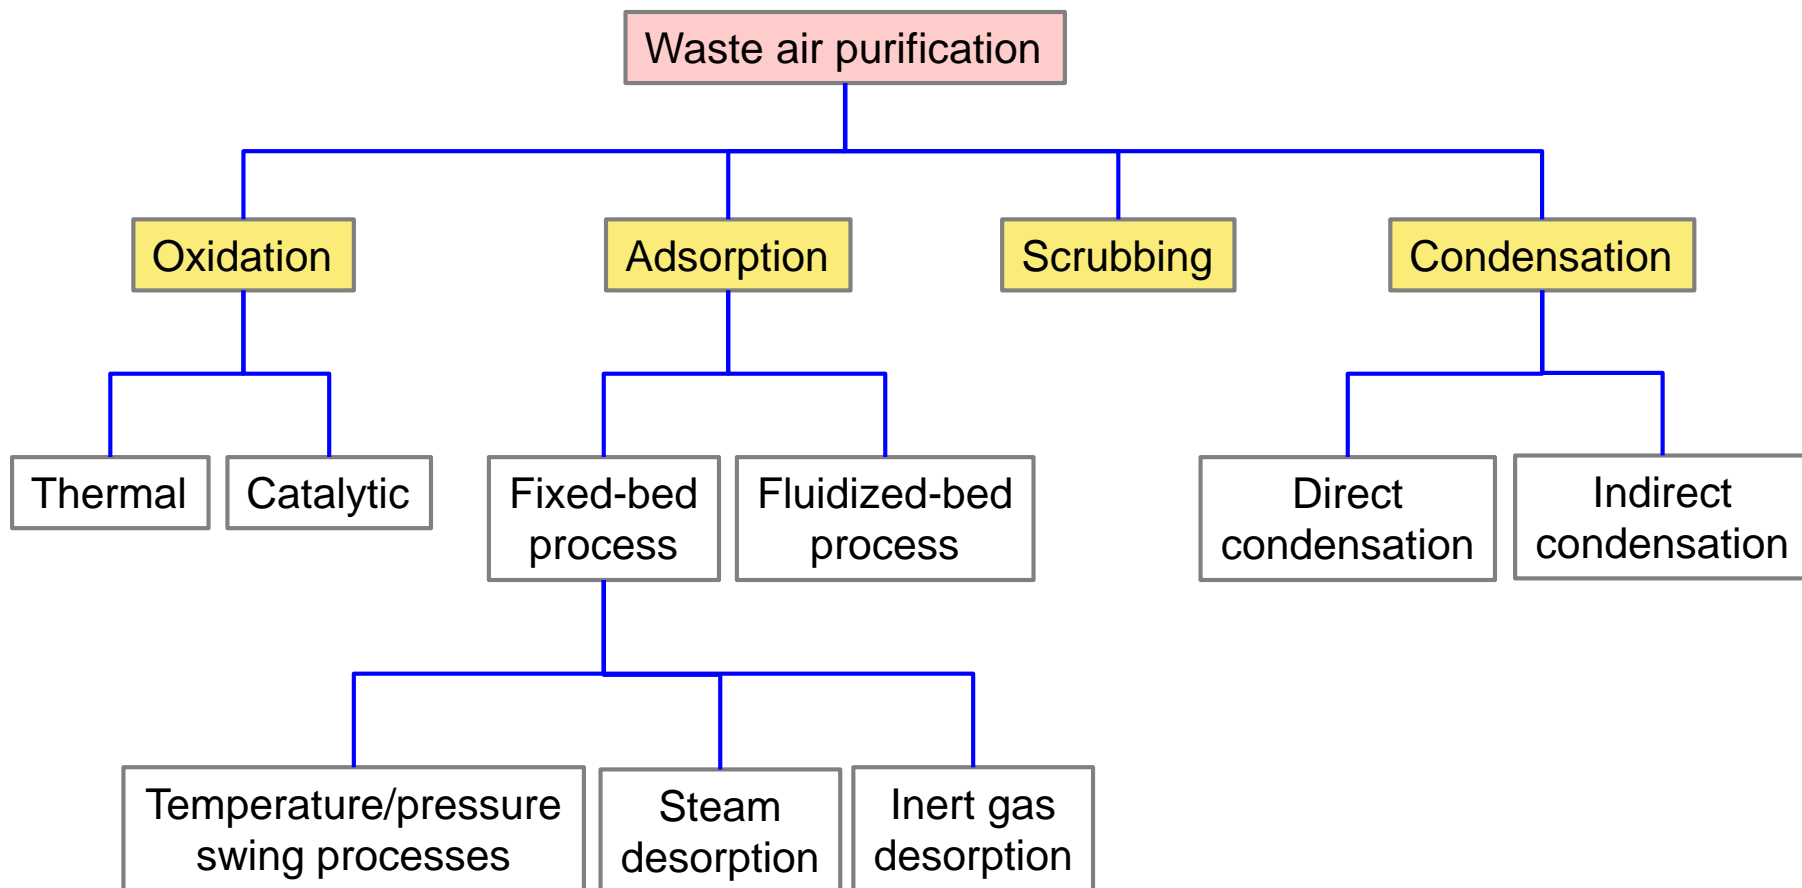 Waste air purification
Oxidation
Adsorption
Scrubbing
Condensation
Thermal
Catalytic
Fixed-bed
process
Fluidized-bed
process
Direct
condensation
Indirect
condensation
Temperature/pressure
swing processes
Steam
desorption
Inert gas
desorption